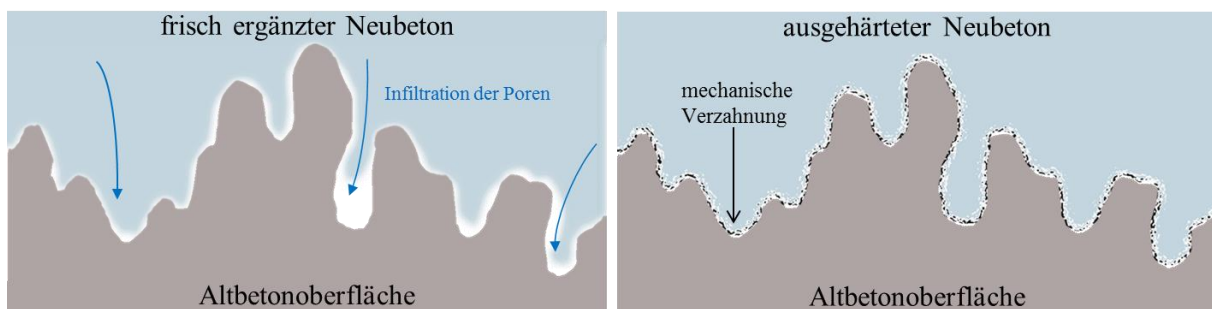 frisch ergänzter Neubeton
Infiltration der Poren
Altbetonoberfläche
ausgehärteter Neubeton
mechanische
Verzahnung
Altbetonoberfläche